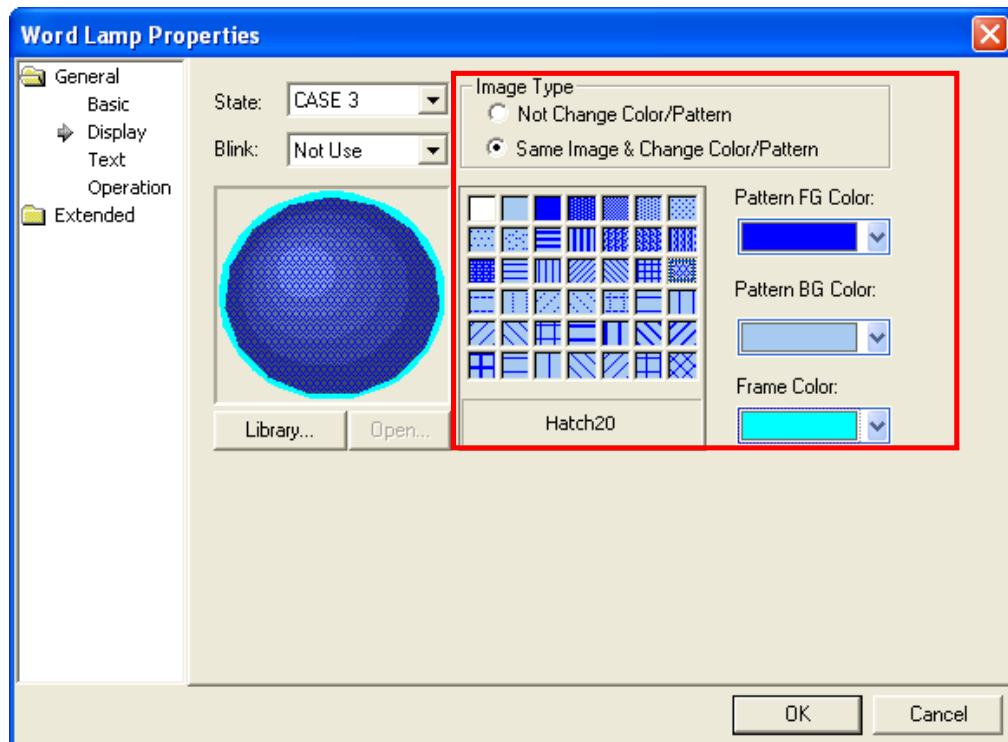 Word Lamp Properties
General
Basic
Display
Text
Operation
Extended
State:
CASE 3
Blink:
Not Use
Library...
Open...
Image Type
Not Change Color/Pattern
Same Image & Change Color/Pattern
Hatch20
Pattern FG Color:
Pattern BG Color:
Frame Color:
OK
Cancel